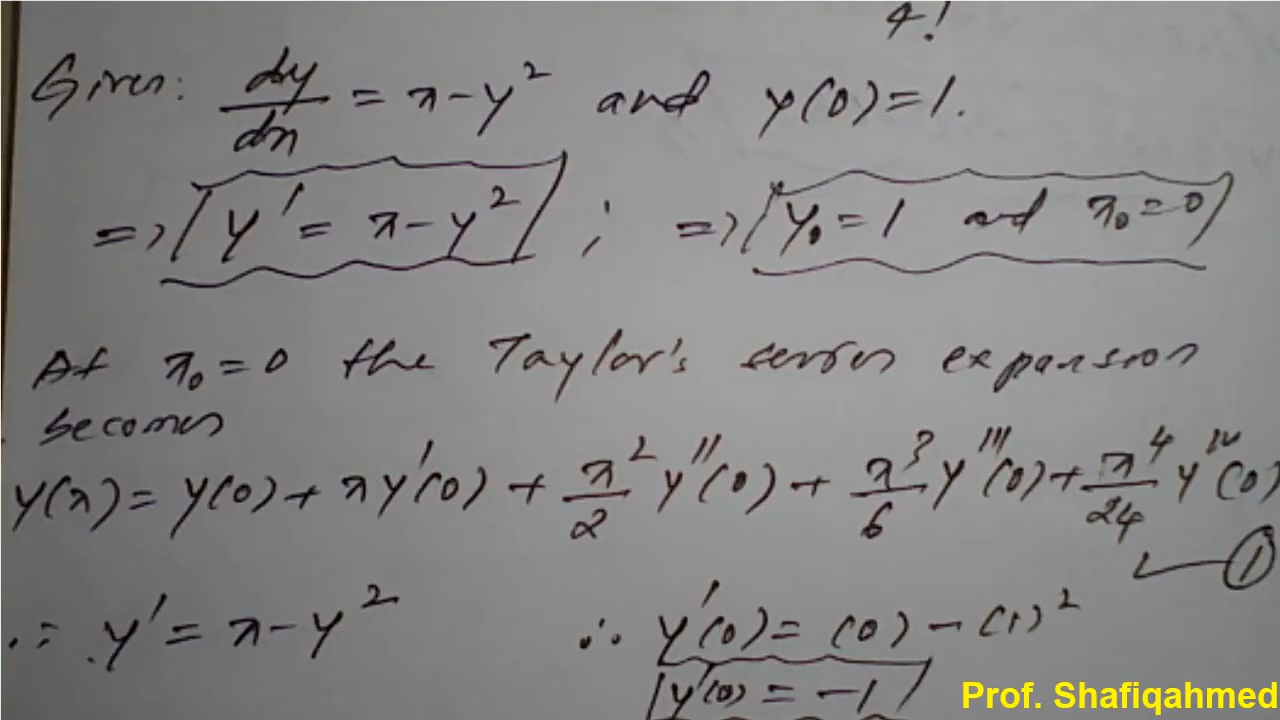 4!
Given: dy/dx = x - y² and y(0) = 1.
=> y' = x - y² ; => y₀ = 1 and x₀ = 0
At x₀ = 0 the Taylor's series expansion
becomes
y(x) = y(0) + xy'(0) + x²/2 y''(0) + x³/6 y'''(0) + x⁴/24 y^IV(0)
①
∴ y' = x - y² ∴ y'(0) = (0) - (1)²
y'(0) = -1
Prof. Shafiqahmed